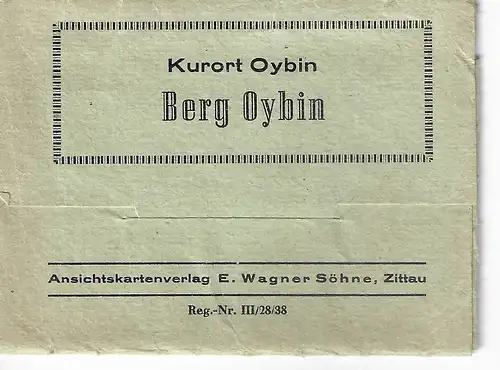 Kurort Oybin
Berg Oybin
Ansichtskartenverlag E. Wagner Söhne, Zittau
Reg.-Nr. III/28/38